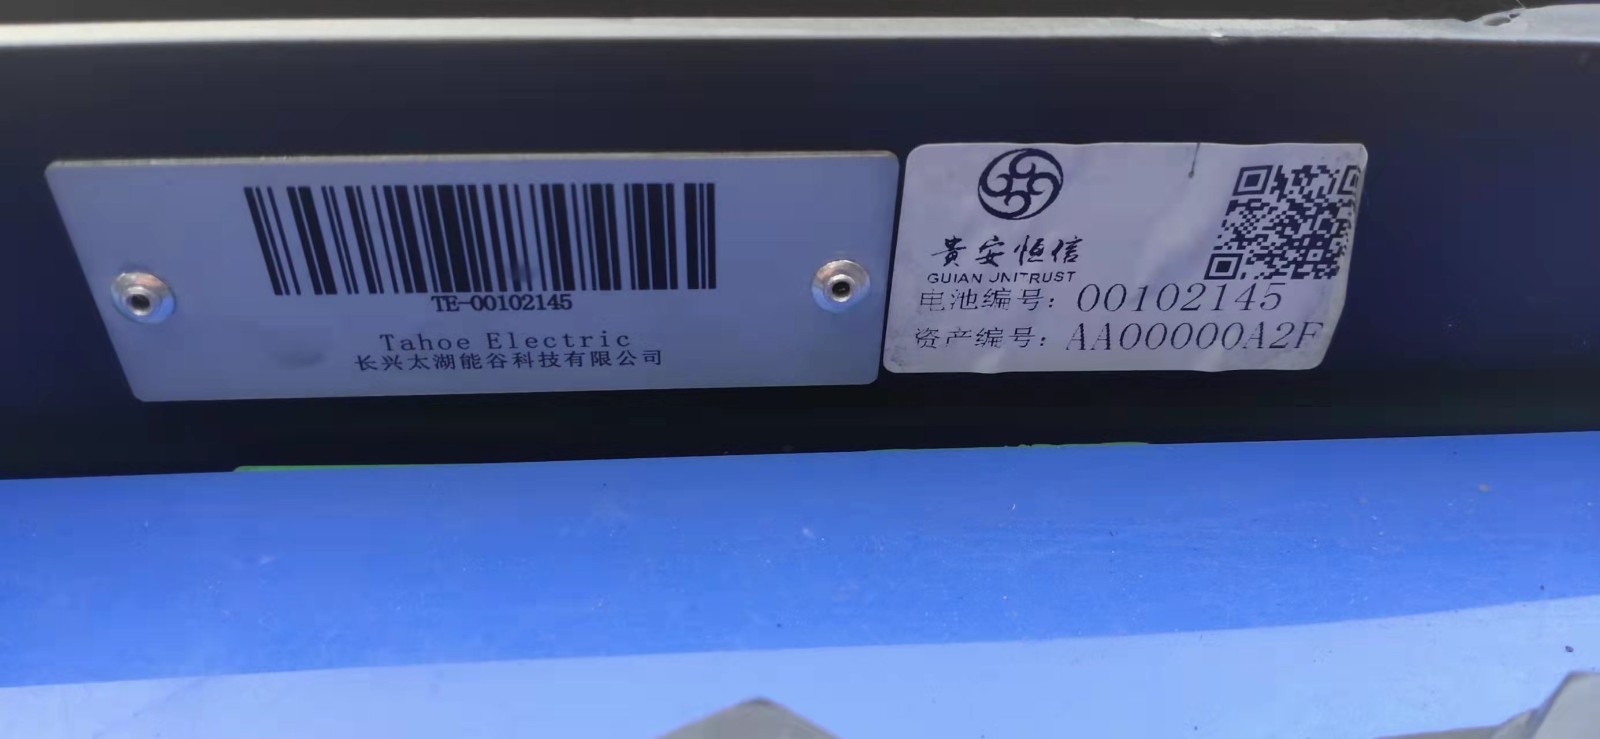 TE-00102145
Tahoe Electric
长兴太湖能谷科技有限公司
貴安恒信
GUIAN UNITRUST
电池编号：00102145
资产编号：AA00000A2F